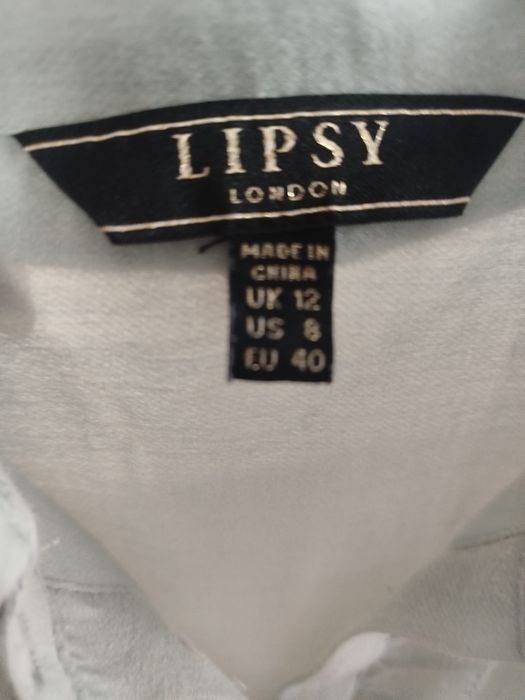 LIPSY
LONDON
MADE IN
CHINA
UK 12
US 8
EU 40